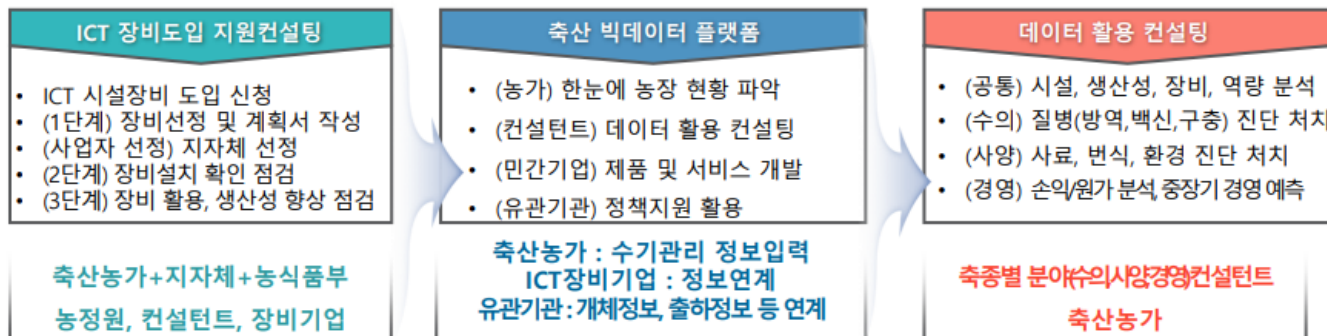 ICT 장비도입 지원컨설팅
• ICT 시설장비 도입 신청
• (1단계) 장비선정 및 계획서 작성
• (사업자 선정) 지자체 선정
• (2단계) 장비설치 확인 점검
• (3단계) 장비 활용, 생산성 향상 점검
축산농가+지자체+농식품부
농정원, 컨설턴트, 장비기업
축산 빅데이터 플랫폼
• (농가) 한눈에 농장 현황 파악
• (컨설턴트) 데이터 활용 컨설팅
• (민간기업) 제품 및 서비스 개발
• (유관기관) 정책지원 활용
축산농가 : 수기관리 정보입력
ICT장비기업 : 정보연계
유관기관 : 개체정보, 출하정보 등 연계
데이터 활용 컨설팅
• (공통) 시설, 생산성, 장비, 역량 분석
• (수의) 질병(방역,백신,구충) 진단 처치
• (사양) 사료, 번식, 환경 진단 처치
• (경영) 손익/원가 분석, 중장기 경영 예측
축종별 분야(수의,사양,경영)컨설턴트
축산농가